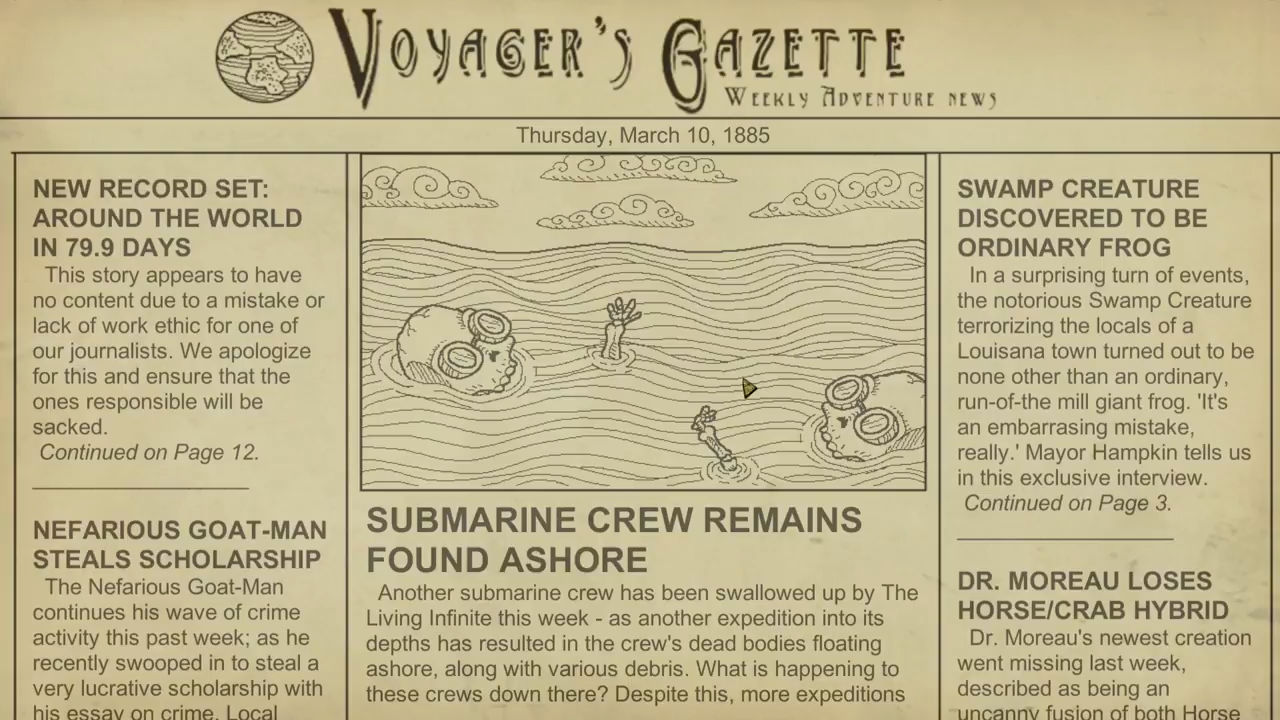 VOYAGER'S GAZETTE
WEEKLY ADVENTURE NEWS
Thursday, March 10, 1885
NEW RECORD SET:
AROUND THE WORLD
IN 79.9 DAYS
This story appears to have
no content due to a mistake or
lack of work ethic for one of
our journalists. We apologize
for this and ensure that the
ones responsible will be
sacked.
Continued on Page 12.
NEFARIOUS GOAT-MAN
STEALS SCHOLARSHIP
The Nefarious Goat-Man
continues his wave of crime
activity this past week; as he
recently swooped in to steal a
very lucrative scholarship with
his essay on crime. Local
SUBMARINE CREW REMAINS
FOUND ASHORE
Another submarine crew has been swallowed up by The
Living Infinite this week - as another expedition into its
depths has resulted in the crew's dead bodies floating
ashore, along with various debris. What is happening to
these crews down there? Despite this, more expeditions
SWAMP CREATURE
DISCOVERED TO BE
ORDINARY FROG
In a surprising turn of events,
the notorious Swamp Creature
terrorizing the locals of a
Louisana town turned out to be
none other than an ordinary,
run-of-the mill giant frog. 'It's
an embarrasing mistake,
really.' Mayor Hampkin tells us
in this exclusive interview.
Continued on Page 3.
DR. MOREAU LOSES
HORSE/CRAB HYBRID
Dr. Moreau's newest creation
went missing last week,
described as being an
uncanny fusion of both Horse